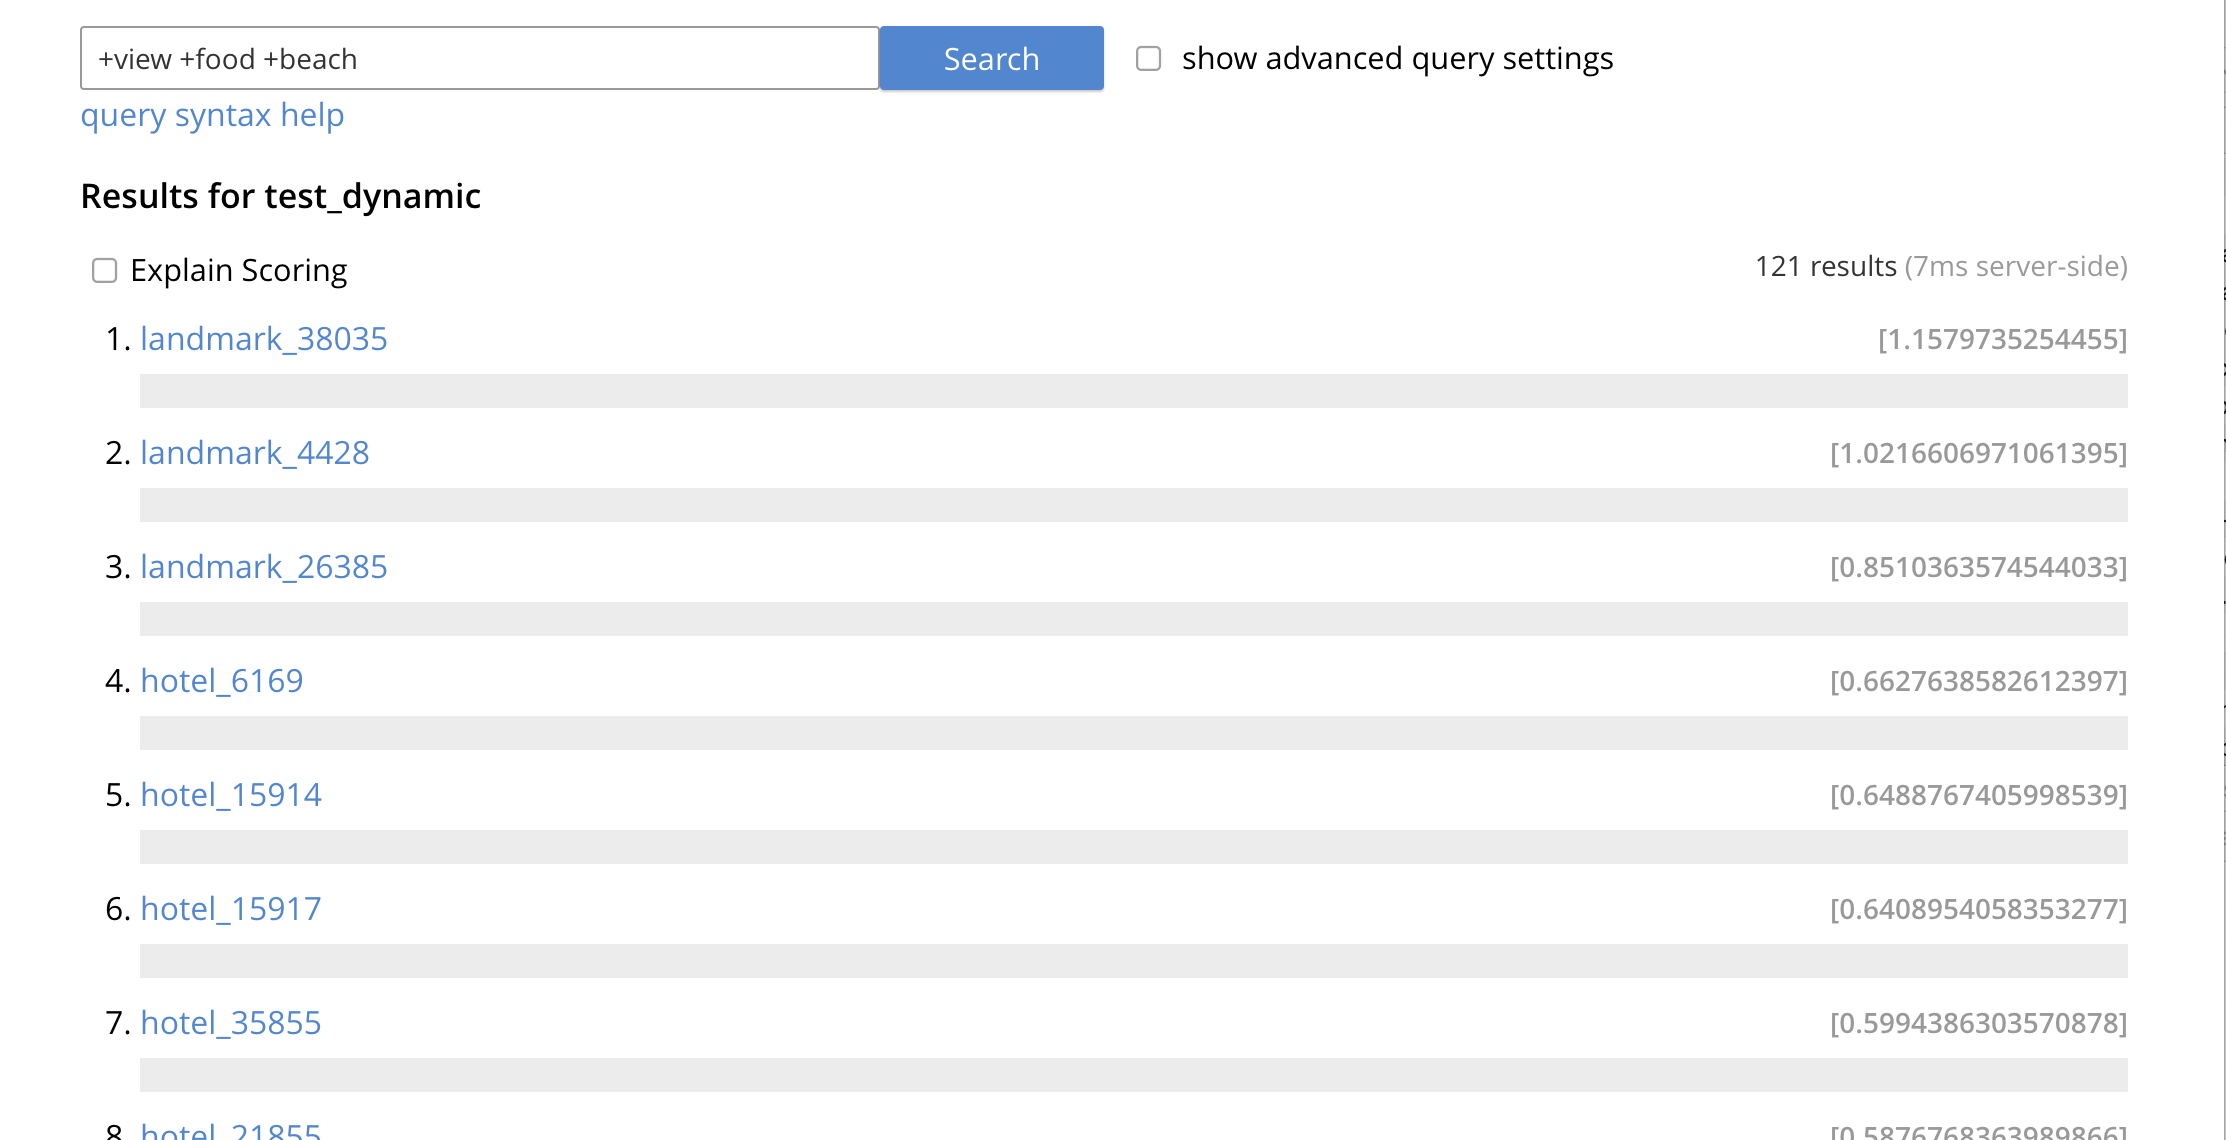 +view +food +beach
Search
show advanced query settings
query syntax help
Results for test_dynamic
Explain Scoring
121 results (7ms server-side)
1. landmark_38035 [1.1579735254455]
2. landmark_4428 [1.0216606971061395]
3. landmark_26385 [0.8510363574544033]
4. hotel_6169 [0.6627638582612397]
5. hotel_15914 [0.6488767405998539]
6. hotel_15917 [0.6408954058353277]
7. hotel_35855 [0.5994386303570878]
8. hotel_21855 [0.5876768363989866]